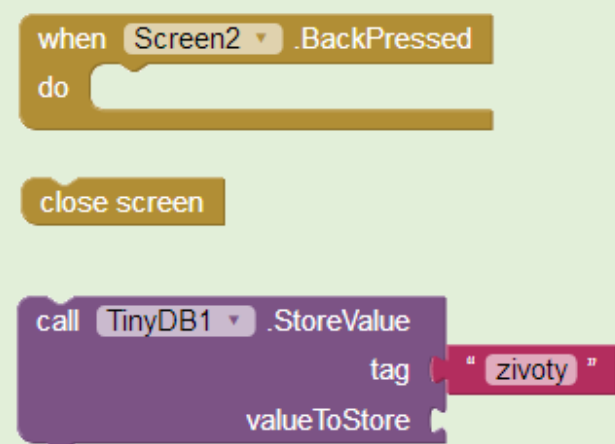 when Screen2 .BackPressed
do
close screen
call TinyDB1 .StoreValue
tag " zivoty "
valueToStore